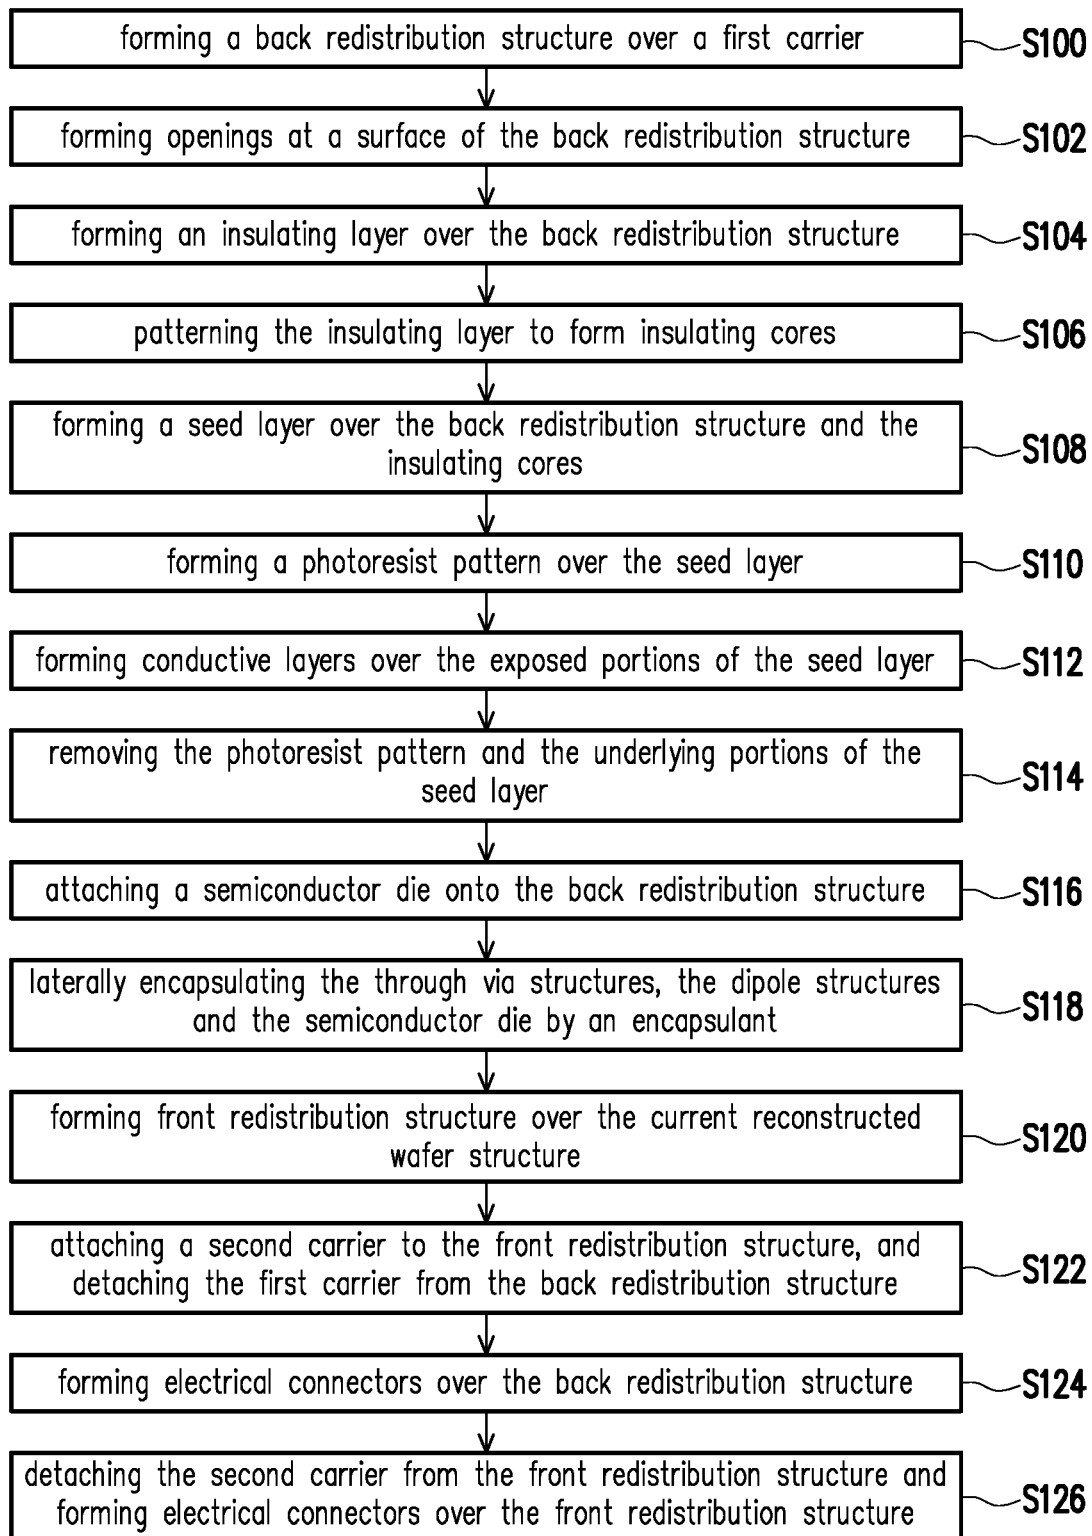 forming a back redistribution structure over a first carrier
S100
forming openings at a surface of the back redistribution structure
S102
forming an insulating layer over the back redistribution structure
S104
patterning the insulating layer to form insulating cores
S106
forming a seed layer over the back redistribution structure and the
insulating cores
S108
forming a photoresist pattern over the seed layer
S110
forming conductive layers over the exposed portions of the seed layer
S112
removing the photoresist pattern and the underlying portions of the
seed layer
S114
attaching a semiconductor die onto the back redistribution structure
S116
laterally encapsulating the through via structures, the dipole structures
and the semiconductor die by an encapsulant
S118
forming front redistribution structure over the current reconstructed
wafer structure
S120
attaching a second carrier to the front redistribution structure, and
detaching the first carrier from the back redistribution structure
S122
forming electrical connectors over the back redistribution structure
S124
detaching the second carrier from the front redistribution structure and
forming electrical connectors over the front redistribution structure
S126